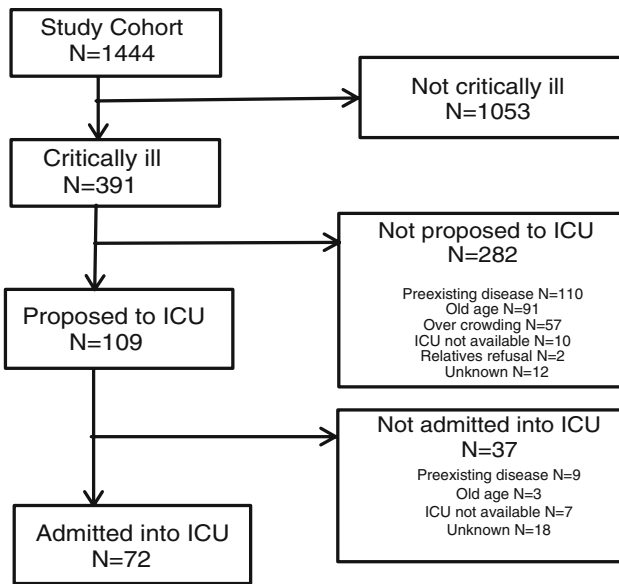 Study Cohort
N=1444
Not critically ill
N=1053
Critically ill
N=391
Not proposed to ICU
N=282
Preexisting disease N=110
Old age N=91
Over crowding N=57
ICU not available N=10
Relatives refusal N=2
Unknown N=12
Proposed to ICU
N=109
Not admitted into ICU
N=37
Preexisting disease N=9
Old age N=3
ICU not available N=7
Unknown N=18
Admitted into ICU
N=72